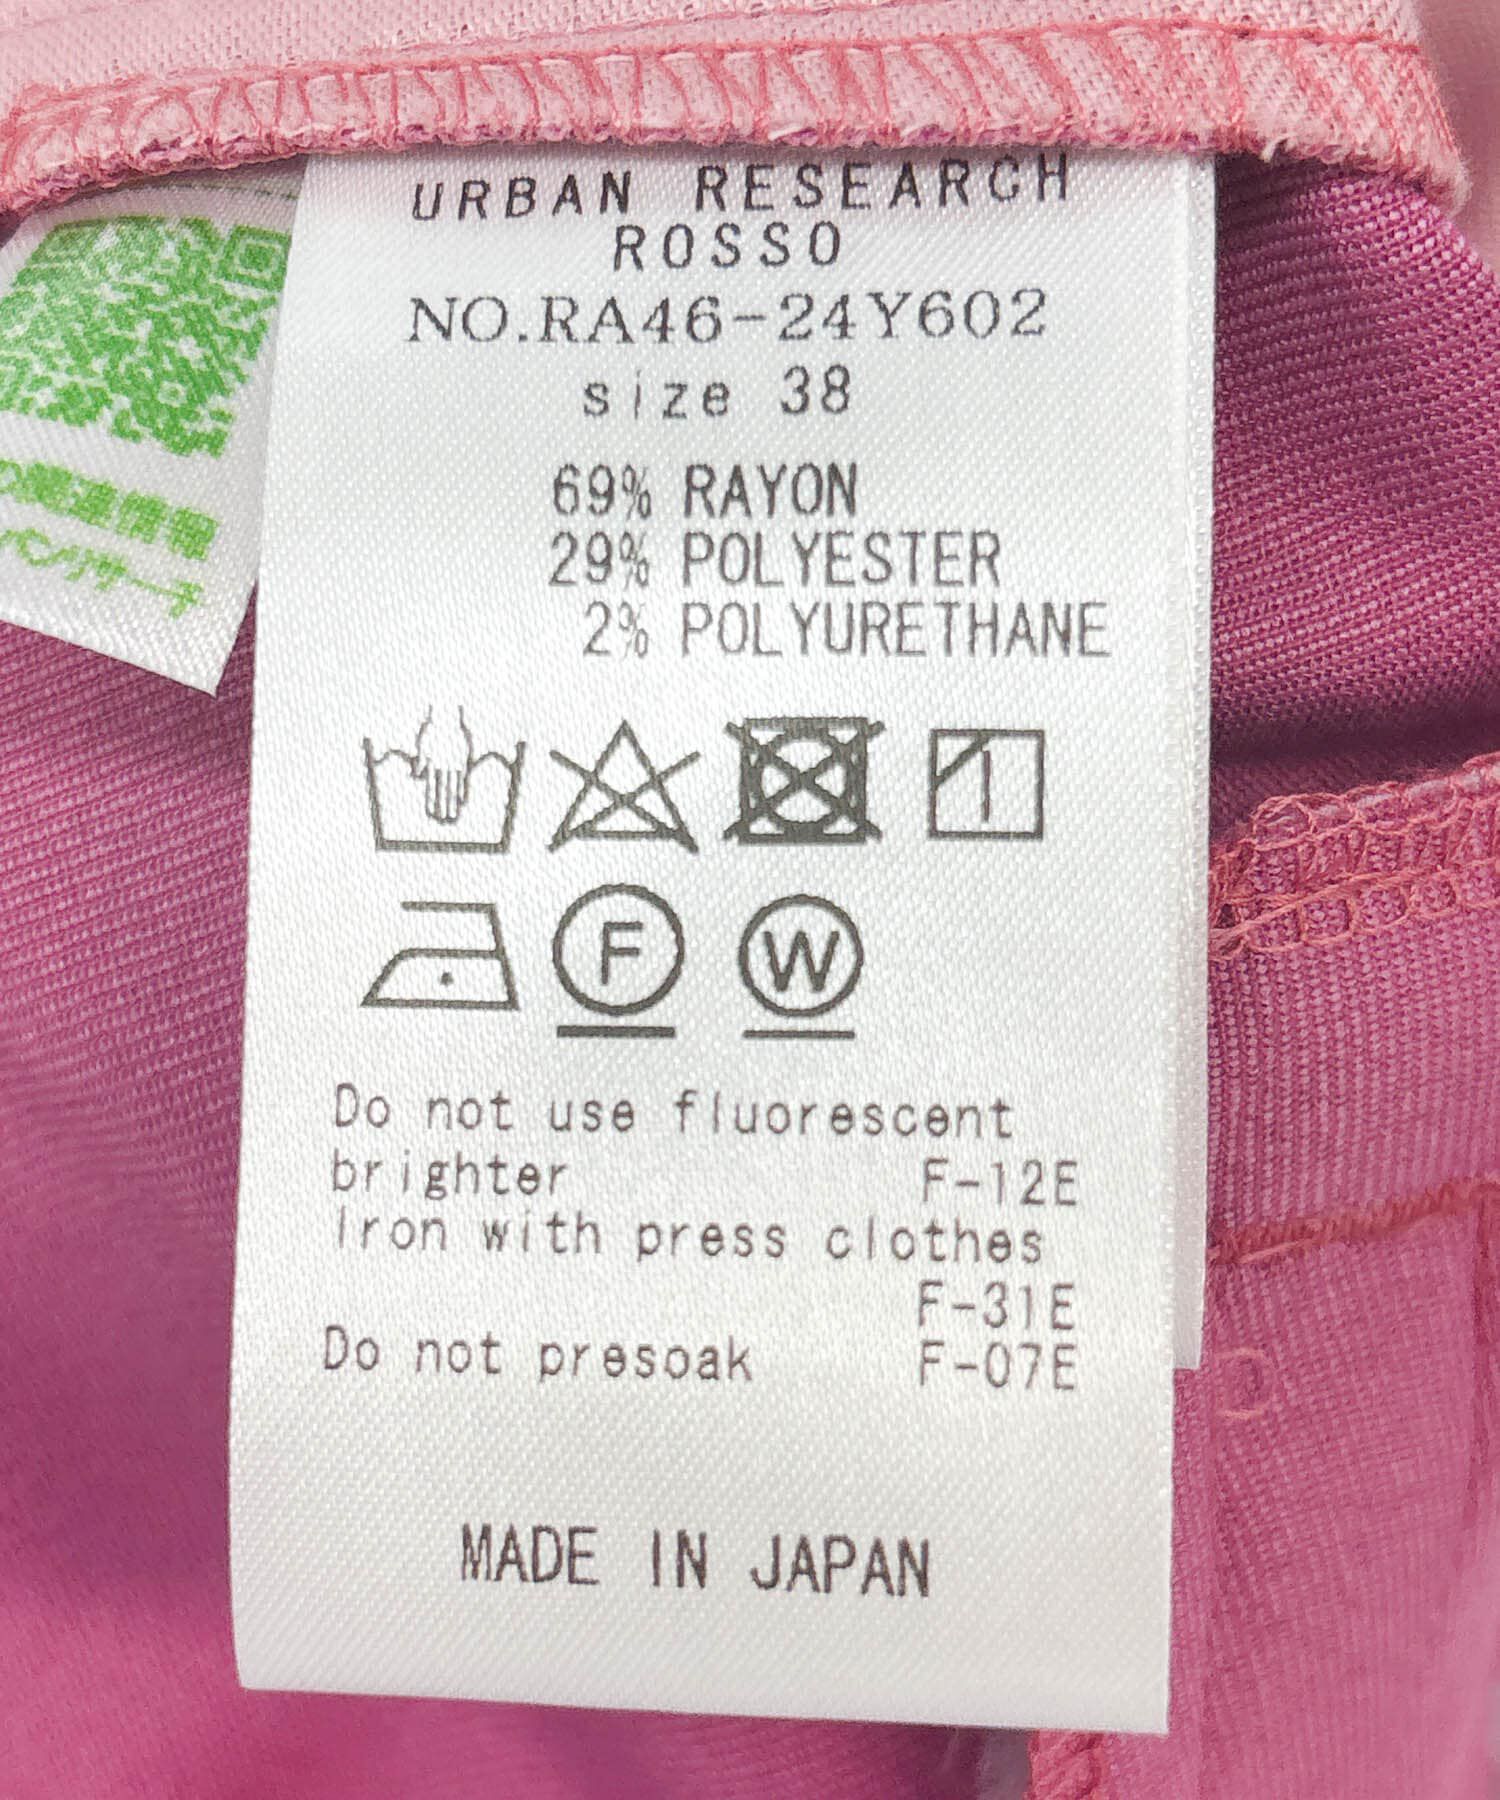 URBAN RESEARCH
ROSSO
NO.RA46-24Y602
size 38
69% RAYON
29% POLYESTER
2% POLYURETHANE
F
W
Do not use fluorescent
brighter F-12E
Iron with press clothes
F-31E
Do not presoak F-07E
MADE IN JAPAN